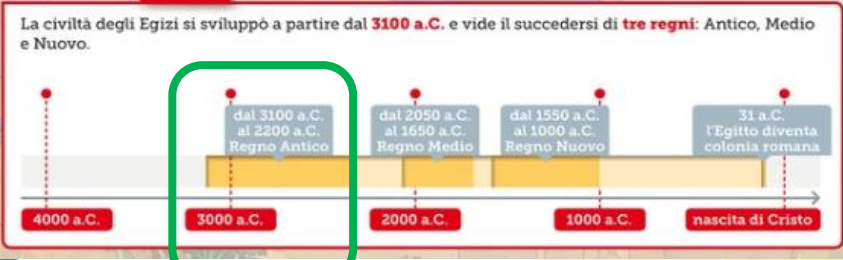 La civiltà degli Egizi si sviluppò a partire dal 3100 a.C. e vide il succedersi di tre regni: Antico, Medio
e Nuovo.
dal 3100 a.C.
al 2200 a.C.
Regno Antico
dal 2050 a.C.
al 1650 a.C.
Regno Medio
dal 1550 a.C.
al 1000 a.C.
Regno Nuovo
31 a.C.
l'Egitto diventa
colonia romana
4000 a.C.
3000 a.C.
2000 a.C.
1000 a.C.
nascita di Cristo